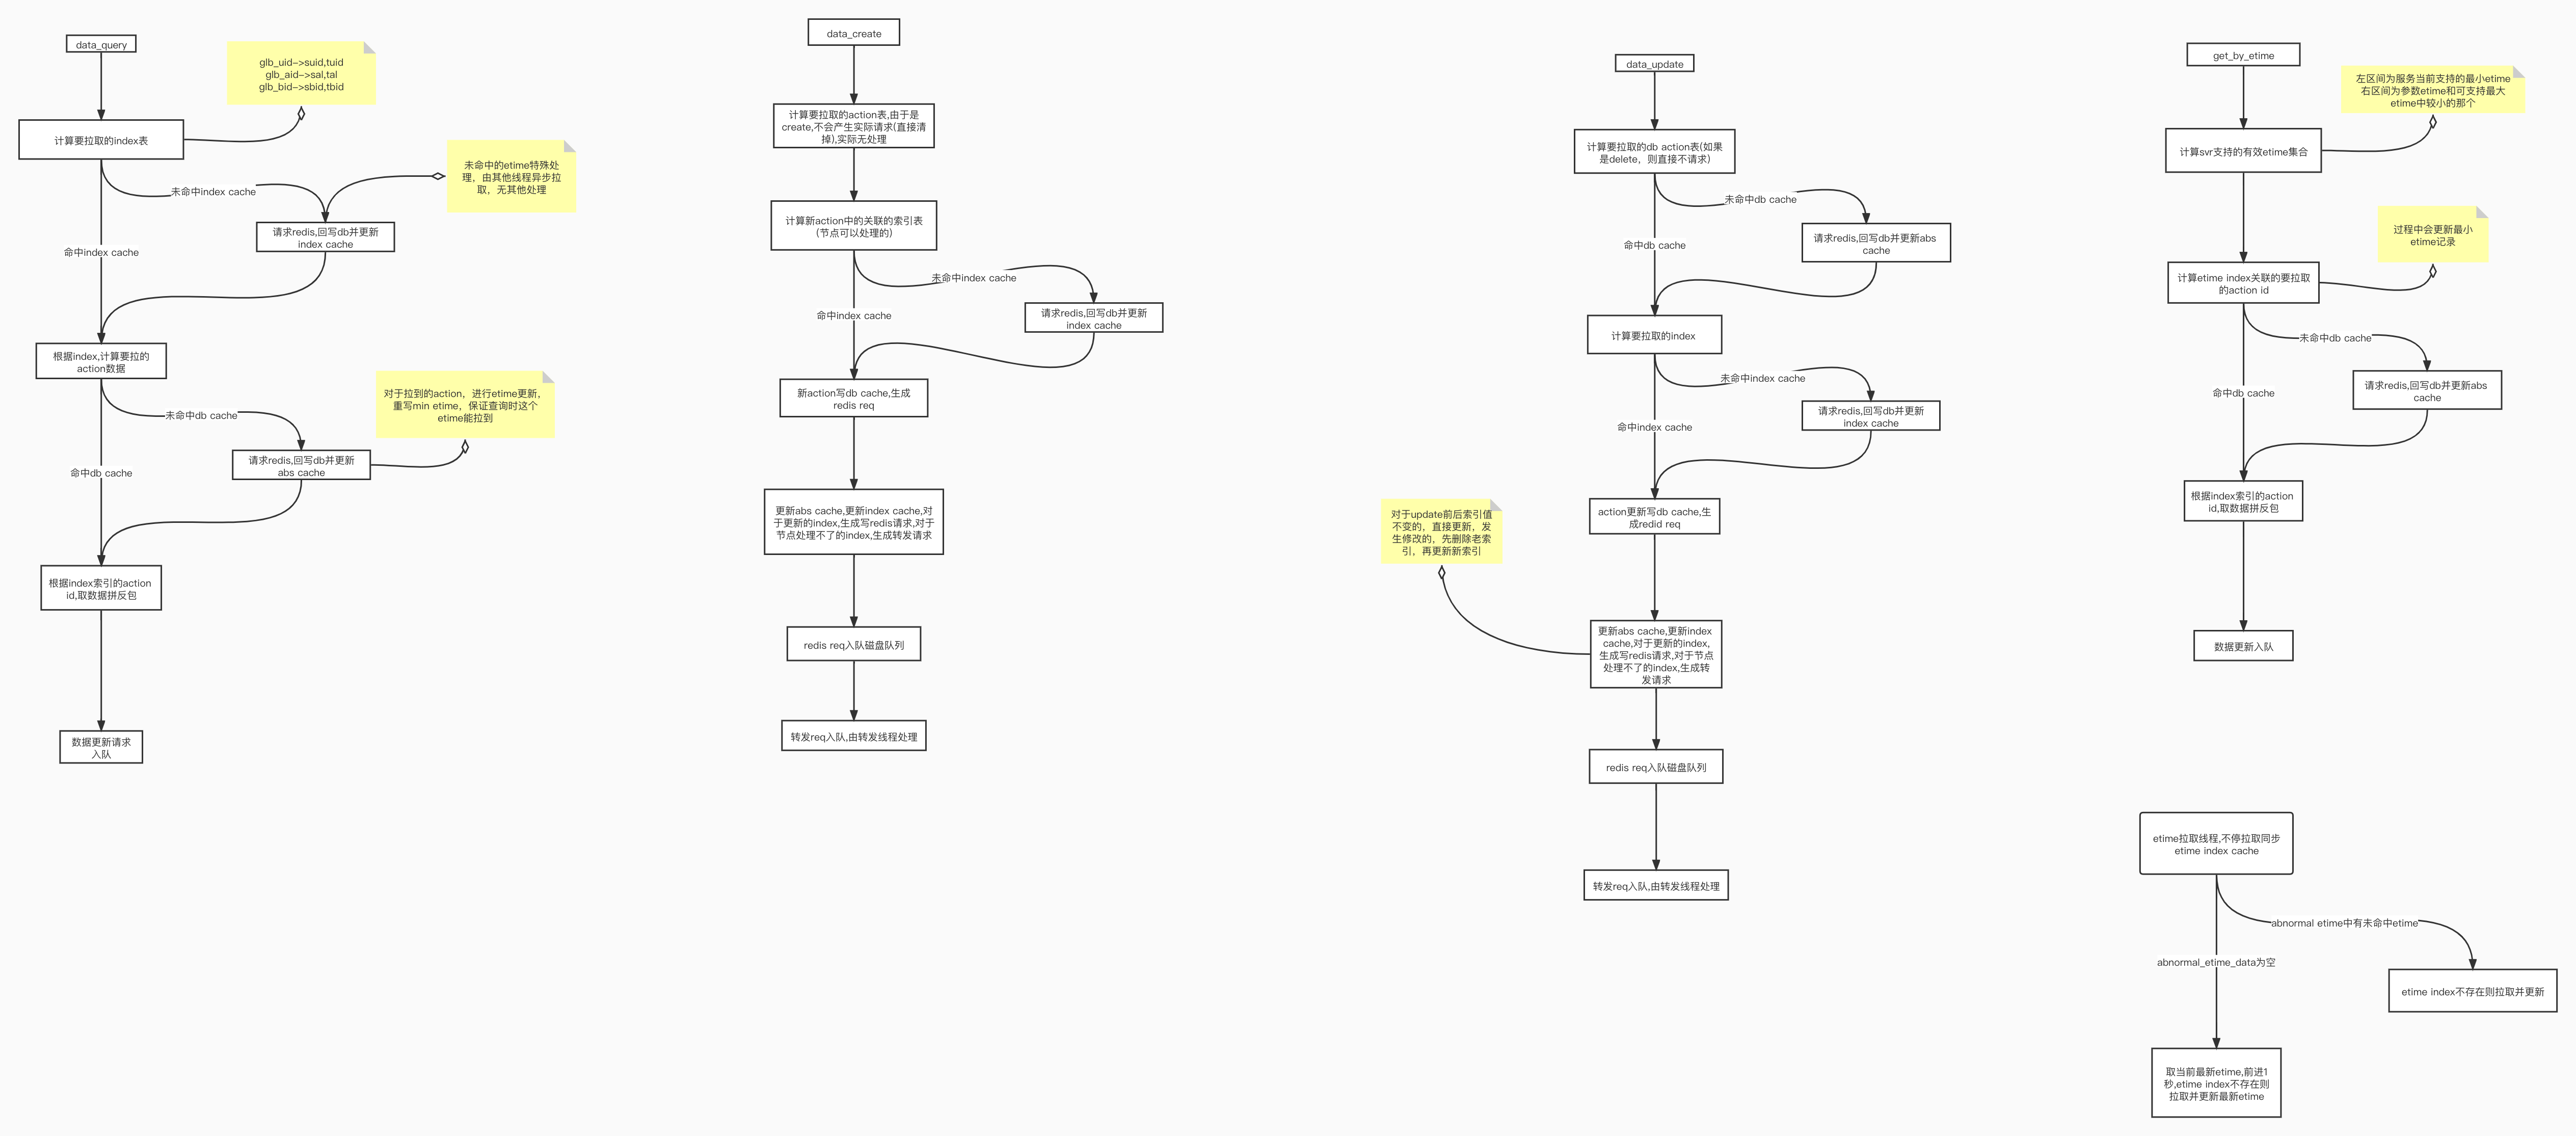 data_query
glb_uid->suid,tuid
glb_aid->sal,tal
glb_bid->sbid,tbid
计算要拉取的index表
未命中index cache
未命中的etime特殊处
理，由其他线程异步拉
取，无其他处理
请求redis,回写db并更新
index cache
命中index cache
根据index,计算要拉的
action数据
未命中db cache
对于拉到的action，进行etime更新，
重写min etime，保证查询时这个
etime能拉到
请求redis,回写db并更新
abs cache
命中db cache
根据index索引的action
id,取数据拼反包
数据更新请求
入队
data_create
计算要拉取的action表,由于是
create,不会产生实际请求(直接清
掉),实际无处理
计算新action中的关联的索引表
（节点可以处理的）
未命中index cache
请求redis,回写db并更新
index cache
命中index cache
新action写db cache,生成
redis req
更新abs cache,更新index cache,对
于更新的index,生成写redis请求,对于
节点处理不了的index,生成转发请求
redis req入队磁盘队列
转发req入队,由转发线程处理
data_update
计算要拉取的db action表(如果
是delete，则直接不请求)
未命中db cache
请求redis,回写db并更新abs
cache
命中db cache
计算要拉取的index
未命中index cache
请求redis,回写db并更新
index cache
命中index cache
action更新写db cache,生
成redid req
对于update前后索引值
不变的，直接更新，发
生修改的，先删除老索
引，再更新新索引
更新abs cache,更新index
cache,对于更新的index,
生成写redis请求,对于节点
处理不了的index,生成转
发请求
redis req入队磁盘队列
转发req入队,由转发线程处理
get_by_etime
左区间为服务当前支持的最小etime
右区间为参数etime和可支持最大
etime中较小的那个
计算svr支持的有效etime集合
过程中会更新最小
etime记录
计算etime index关联的要拉取
的action id
未命中db cache
请求redis,回写db并更新abs
cache
命中db cache
根据index索引的action
id,取数据拼反包
数据更新入队
etime拉取线程,不停拉取同步
etime index cache
abnormal etime中有未命中etime
abnormal_etime_data为空
etime index不存在则拉取并更新
取当前最新etime,前进1
秒,etime index不存在则
拉取并更新最新etime